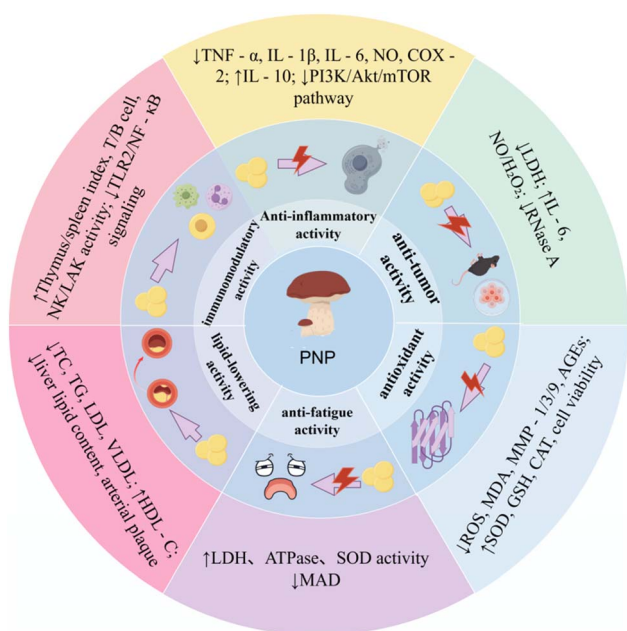 ↓TNF - α, IL - 1β, IL - 6, NO, COX -
2; ↑IL - 10; ↓PI3K/Akt/mTOR
pathway
↓LDH; ↑IL - 6,
NO/H₂O₂; ↓RNase A
↓ROS, MDA, MMP - 1/3/9, AGEs;
↑SOD, GSH, CAT, cell viability
↑LDH、ATPase、SOD activity
↓MAD
↓TC, TG, LDL, VLDL; ↑HDL - C;
↓liver lipid content, arterial plaque
↑Thymus/spleen index, T/B cell,
NK/LAK activity; ↓TLR2/NF - κB
signaling
Anti-inflammatory
activity
anti-tumor
activity
antioxidant
activity
anti-fatigue
activity
lipid-lowering
activity
immunomodulatory
activity
PNP